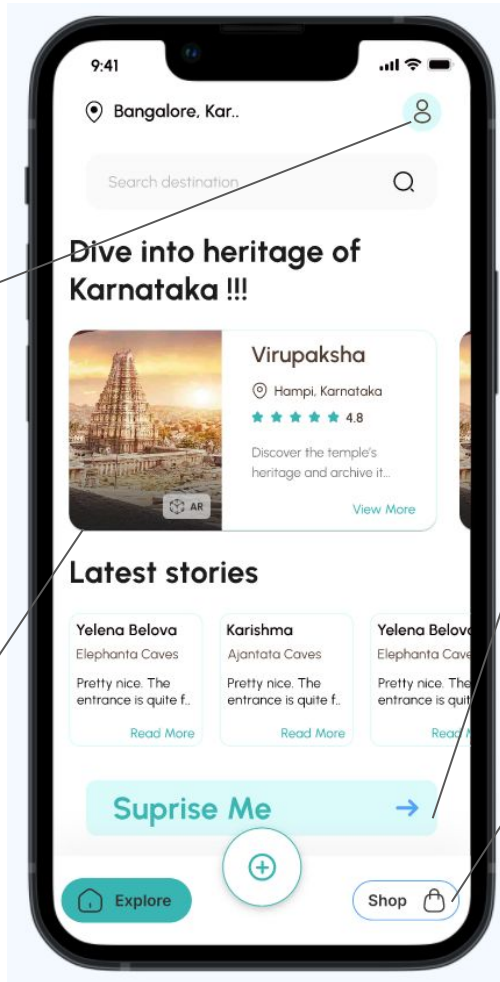 9:41
Bangalore, Kar..
Search destination
Dive into heritage of
Karnataka !!!
Virupaksha
Hampi, Karnataka
4.8
Discover the temple's
heritage and archive it...
AR
View More
Latest stories
Yelena Belova
Elephanta Caves
Pretty nice. The
entrance is quite f..
Read More
Karishma
Ajantata Caves
Pretty nice. The
entrance is quite f..
Read More
Yelena Belov
Elephanta Cave
Pretty nice. The
entrance is quit
Read
Suprise Me
Explore
Shop